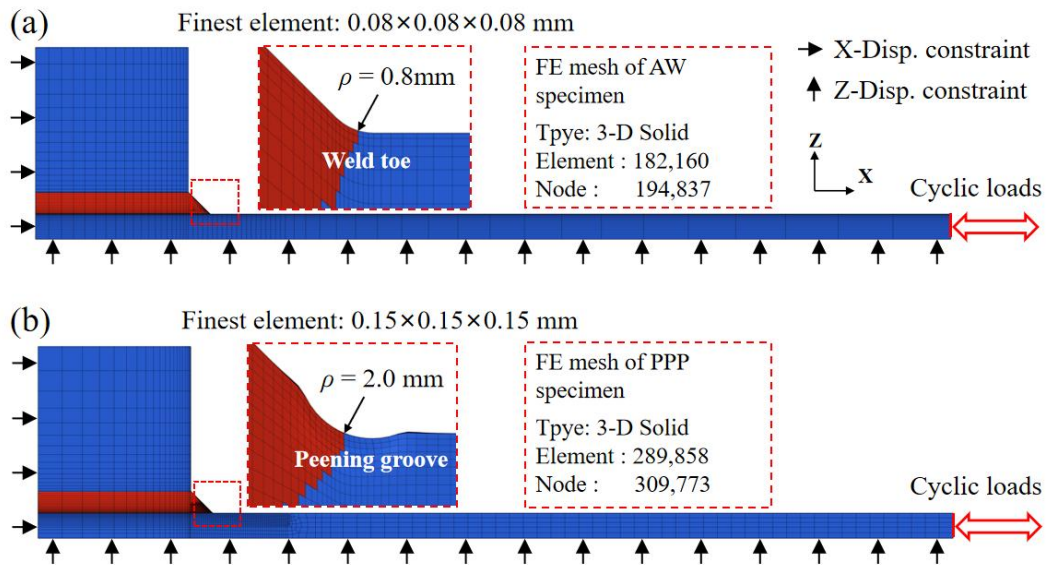 (a)
Finest element: 0.08×0.08×0.08 mm
ρ = 0.8mm
Weld toe
FE mesh of AW
specimen
Tpye: 3-D Solid
Element : 182,160
Node : 194,837
X-Disp. constraint
Z-Disp. constraint
Z
X
Cyclic loads
(b)
Finest element: 0.15×0.15×0.15 mm
ρ = 2.0 mm
Peening groove
FE mesh of PPP
specimen
Tpye: 3-D Solid
Element : 289,858
Node : 309,773
Cyclic loads